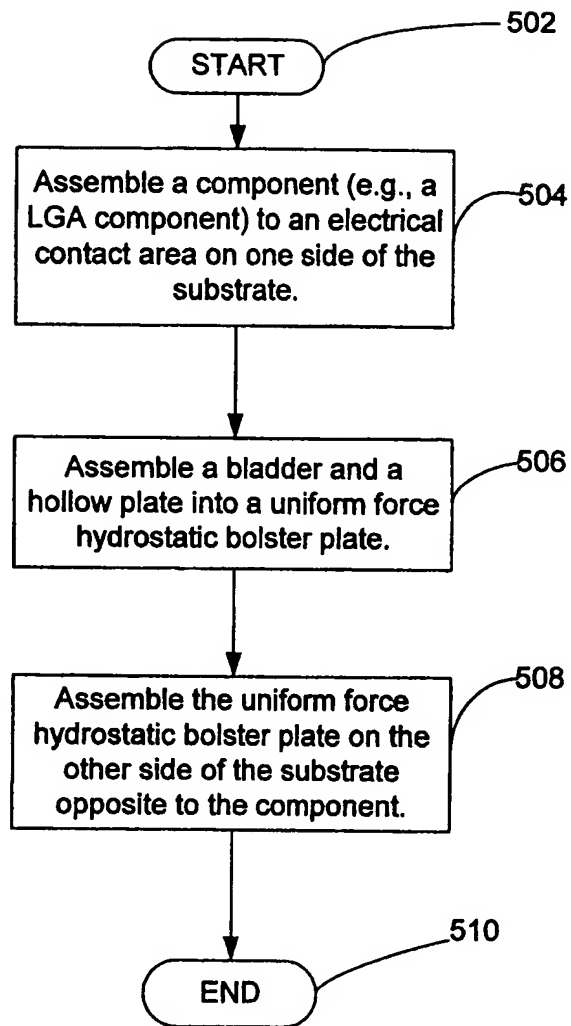 502
START
Assemble a component (e.g., a
LGA component) to an electrical
contact area on one side of the
substrate.
504
Assemble a bladder and a
hollow plate into a uniform force
hydrostatic bolster plate.
506
Assemble the uniform force
hydrostatic bolster plate on the
other side of the substrate
opposite to the component.
508
510
END